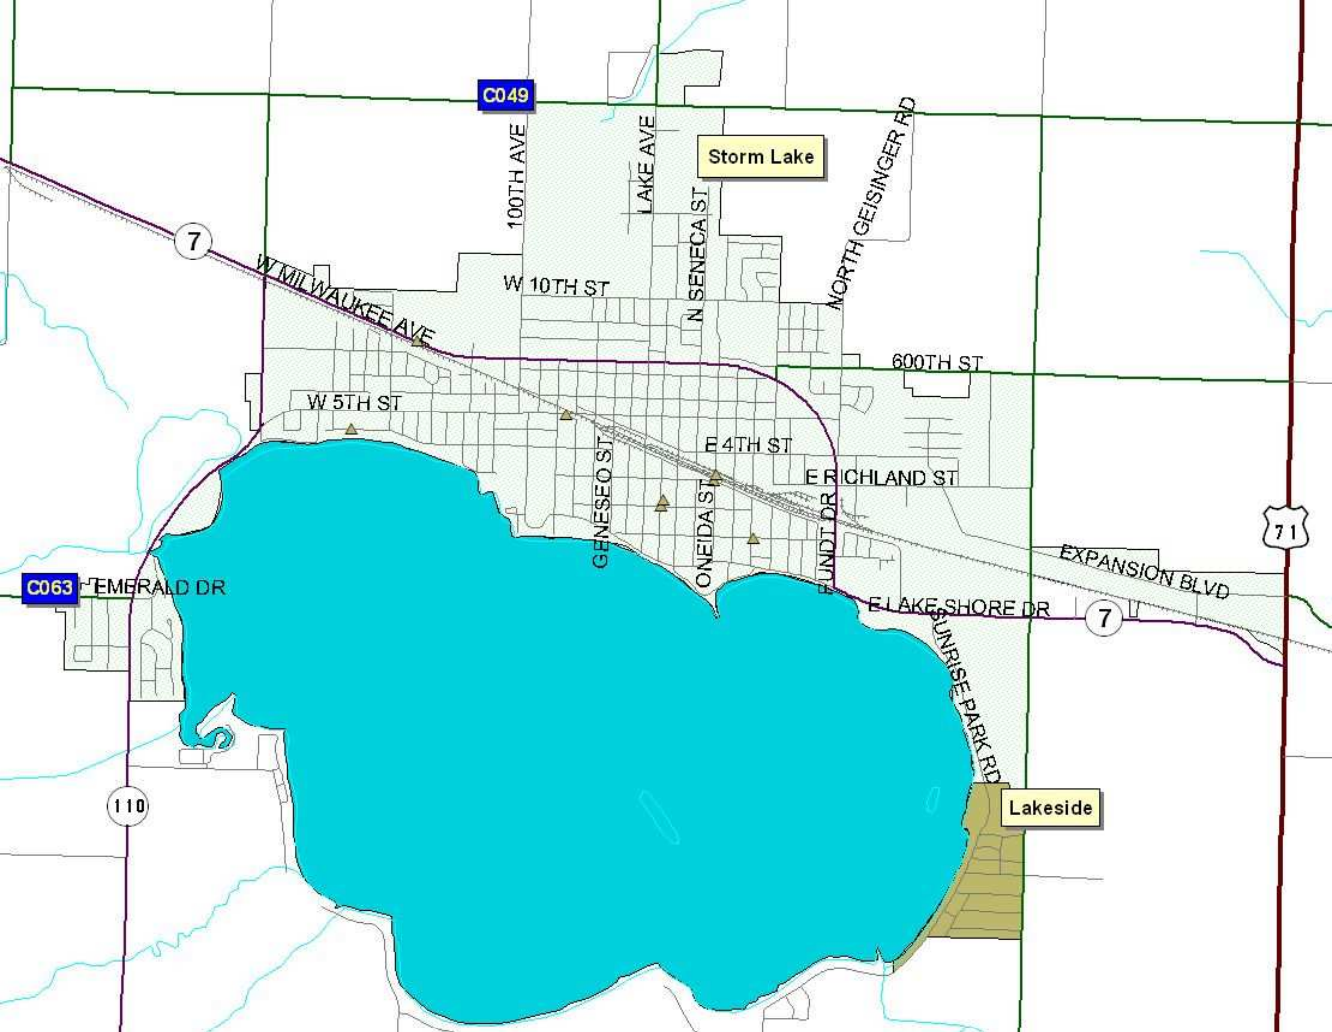 C049
100TH AVE
LAKE AVE
Storm Lake
NORTH GEISINGER RD
N SENECA ST
7
W MILWAUKEE AVE
W 10TH ST
600TH ST
W 5TH ST
E 4TH ST
E RICHLAND ST
GENESEO ST
ONEIDA ST
FUNDT DR
71
EXPANSION BLVD
C063
EMERALD DR
E LAKE SHORE DR
7
SUNRISE PARK RD
110
Lakeside